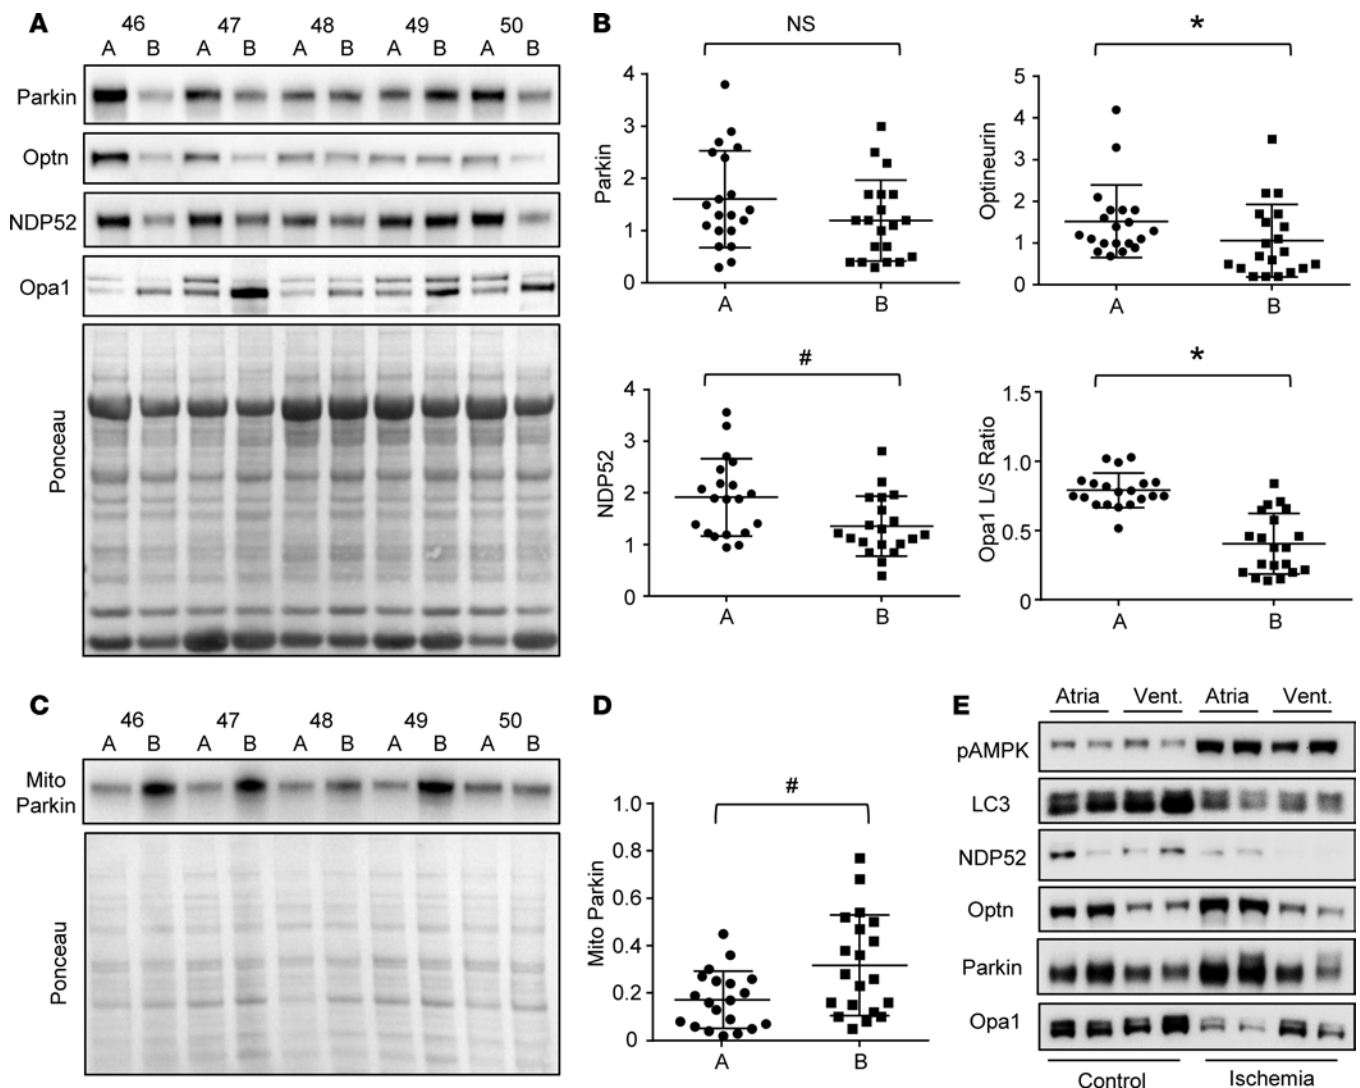 A
46 47 48 49 50
A B A B A B A B A B
Parkin
Optn
NDP52
Opa1
Ponceau
B
NS
Parkin
4
3
2
1
0
A B
*
Optineurin
5
4
3
2
1
0
A B
#
NDP52
4
3
2
1
0
A B
*
Opa1 L/S Ratio
1.5
1.0
0.5
0
A B
C
46 47 48 49 50
A B A B A B A B A B
Mito
Parkin
Ponceau
D
#
Mito Parkin
1.0
0.8
0.6
0.4
0.2
0
A B
E
Atria Vent. Atria Vent.
pAMPK
LC3
NDP52
Optn
Parkin
Opa1
Control Ischemia